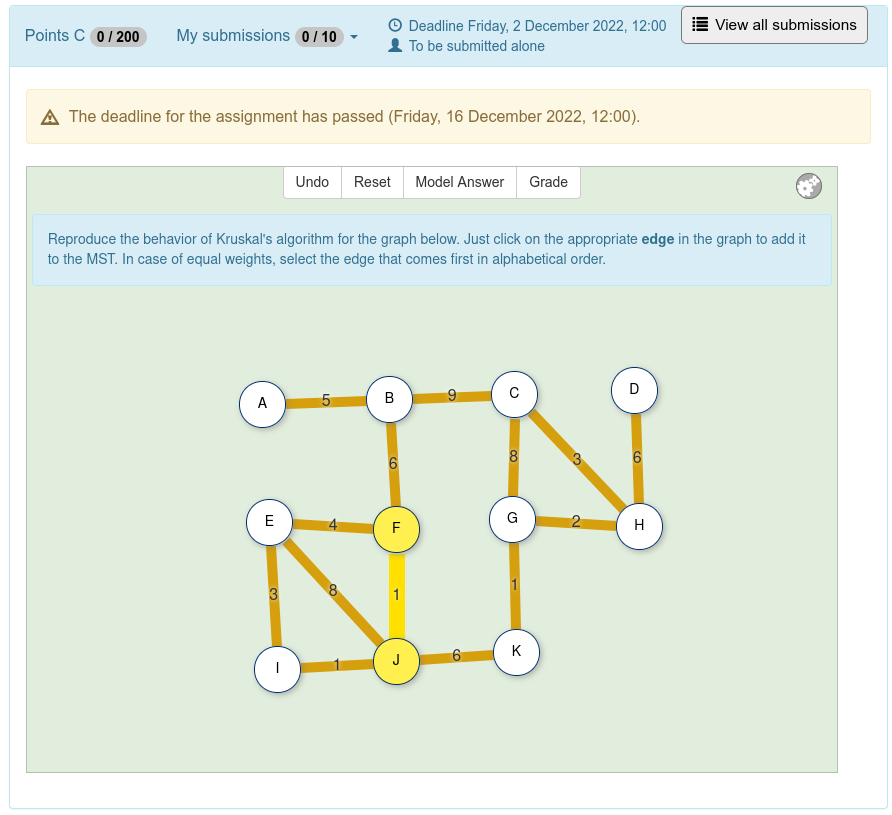 Points C 0 / 200 My submissions 0 / 10 Deadline Friday, 2 December 2022, 12:00 View all submissions
To be submitted alone
The deadline for the assignment has passed (Friday, 16 December 2022, 12:00).
Undo Reset Model Answer Grade
Reproduce the behavior of Kruskal's algorithm for the graph below. Just click on the appropriate edge in the graph to add it
to the MST. In case of equal weights, select the edge that comes first in alphabetical order.
A 5 B 9 C D
6 8 3 6
E 4 F G 2 H
3 8 1 1
I 1 J 6 K